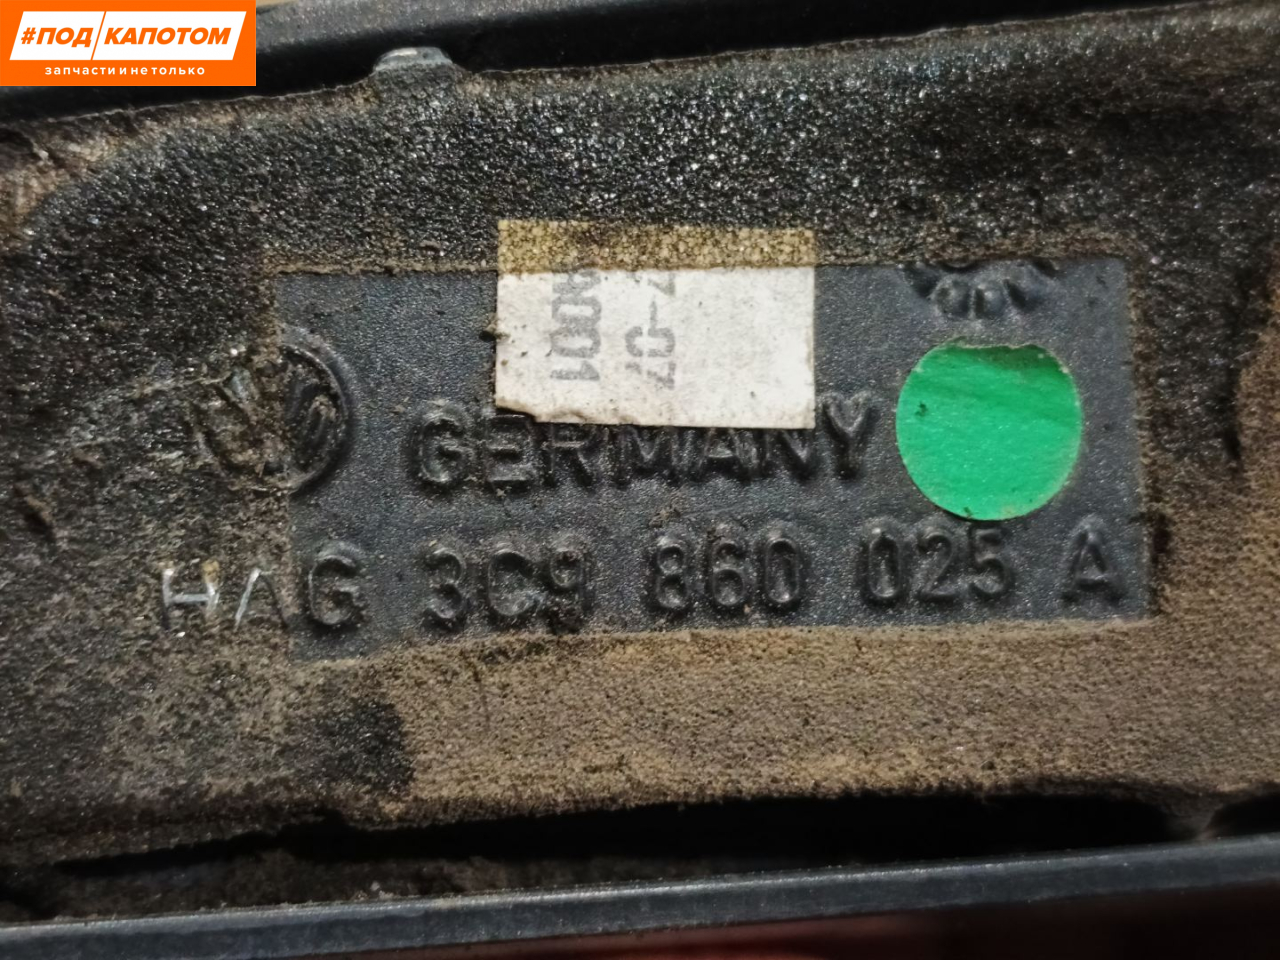 #ПОД КАПОТОМ
запчасти и не только
GERMANY
HAG 3C9 860 025 A